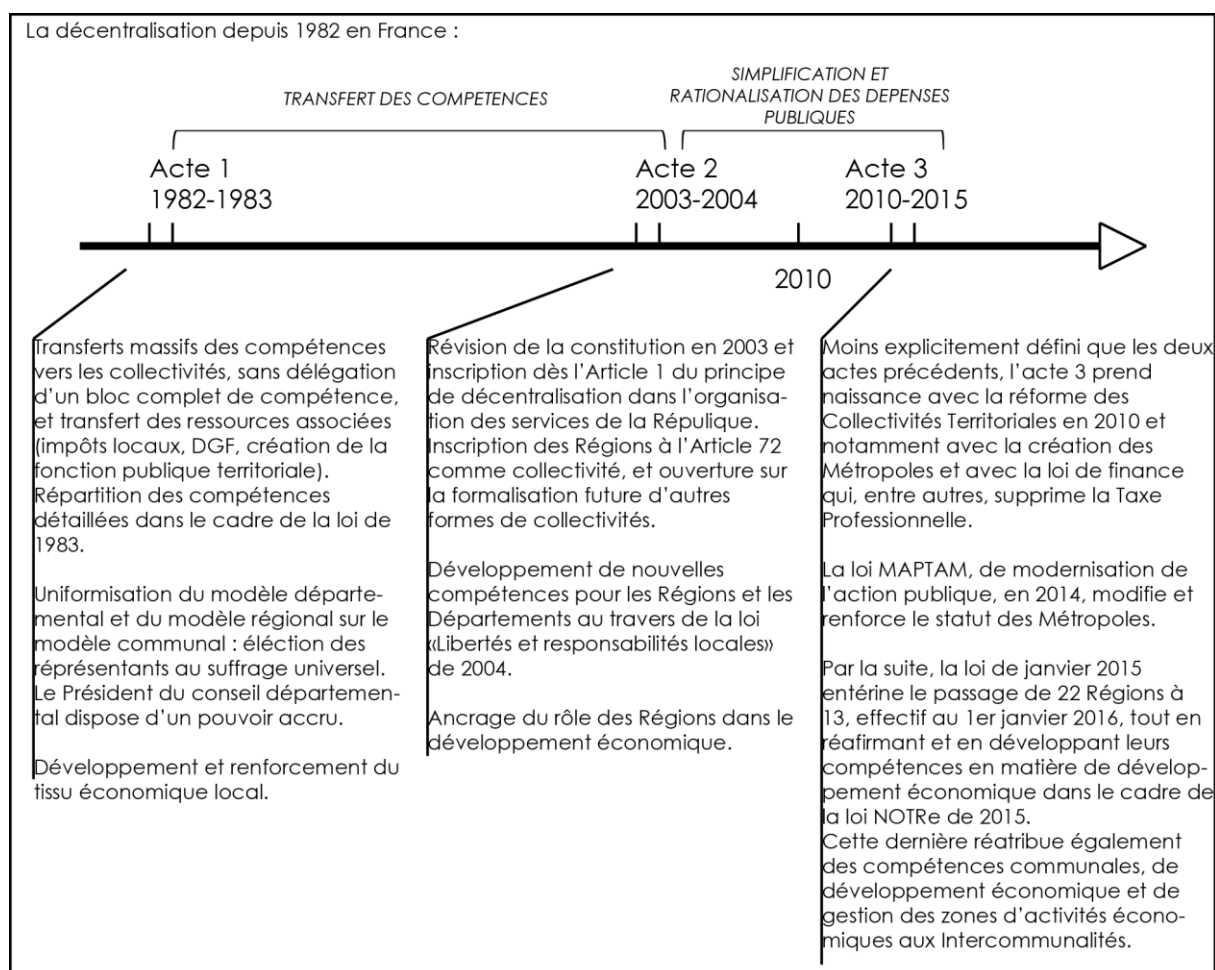 La décentralisation depuis 1982 en France :
TRANSFERT DES COMPETENCES
SIMPLIFICATION ET
RATIONALISATION DES DEPENSES
PUBLIQUES
Acte 1
1982-1983
Acte 2
2003-2004
Acte 3
2010-2015
2010
Transferts massifs des compétences
vers les collectivités, sans délégation
d'un bloc complet de compétence,
et transfert des ressources associées
(impôts locaux, DGF, création de la
fonction publique territoriale).
Répartition des compétences
détaillées dans le cadre de la loi de
1983.
Uniformisation du modèle départe-
mental et du modèle régional sur le
modèle communal : éléction des
réprésentants au suffrage universel.
Le Président du conseil départemen-
tal dispose d'un pouvoir accru.
Développement et renforcement du
tissu économique local.
Révision de la constitution en 2003 et
inscription dès l'Article 1 du principe
de décentralisation dans l'organisa-
tion des services de la Répulique.
Inscription des Régions à l'Article 72
comme collectivité, et ouverture sur
la formalisation future d'autres
formes de collectivités.
Développement de nouvelles
compétences pour les Régions et les
Départements au travers de la loi
«Libertés et responsabilités locales»
de 2004.
Ancrage du rôle des Régions dans le
développement économique.
Moins explicitement défini que les deux
actes précédents, l'acte 3 prend
naissance avec la réforme des
Collectivités Territoriales en 2010 et
notamment avec la création des
Métropoles et avec la loi de finance
qui, entre autres, supprime la Taxe
Professionnelle.
La loi MAPTAM, de modernisation de
l'action publique, en 2014, modifie et
renforce le statut des Métropoles.
Par la suite, la loi de janvier 2015
entérine le passage de 22 Régions à
13, effectif au 1er janvier 2016, tout en
réafirmant et en développant leurs
compétences en matière de dévelop-
pement économique dans le cadre de
la loi NOTRe de 2015.
Cette dernière réatribue également
des compétences communales, de
développement économique et de
gestion des zones d'activités écono-
miques aux Intercommunalités.